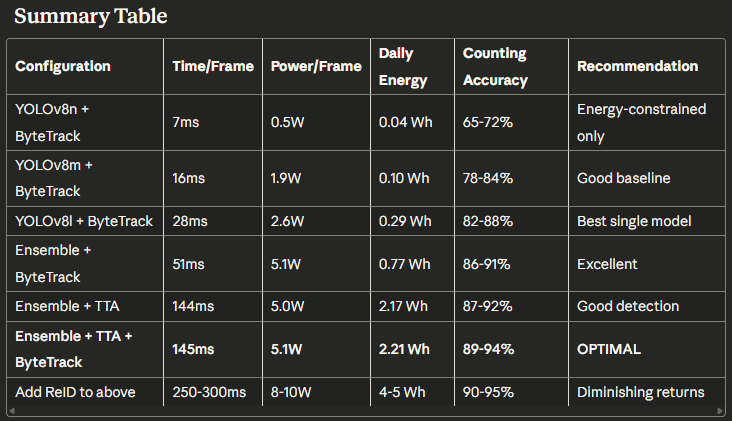 Summary Table
Configuration Time/Frame Power/Frame Daily Energy Counting Accuracy Recommendation
YOLOv8n + ByteTrack 7ms 0.5W 0.04 Wh 65-72% Energy-constrained only
YOLOv8m + ByteTrack 16ms 1.9W 0.10 Wh 78-84% Good baseline
YOLOv8l + ByteTrack 28ms 2.6W 0.29 Wh 82-88% Best single model
Ensemble + ByteTrack 51ms 5.1W 0.77 Wh 86-91% Excellent
Ensemble + TTA 144ms 5.0W 2.17 Wh 87-92% Good detection
Ensemble + TTA + ByteTrack 145ms 5.1W 2.21 Wh 89-94% OPTIMAL
Add ReID to above 250-300ms 8-10W 4-5 Wh 90-95% Diminishing returns